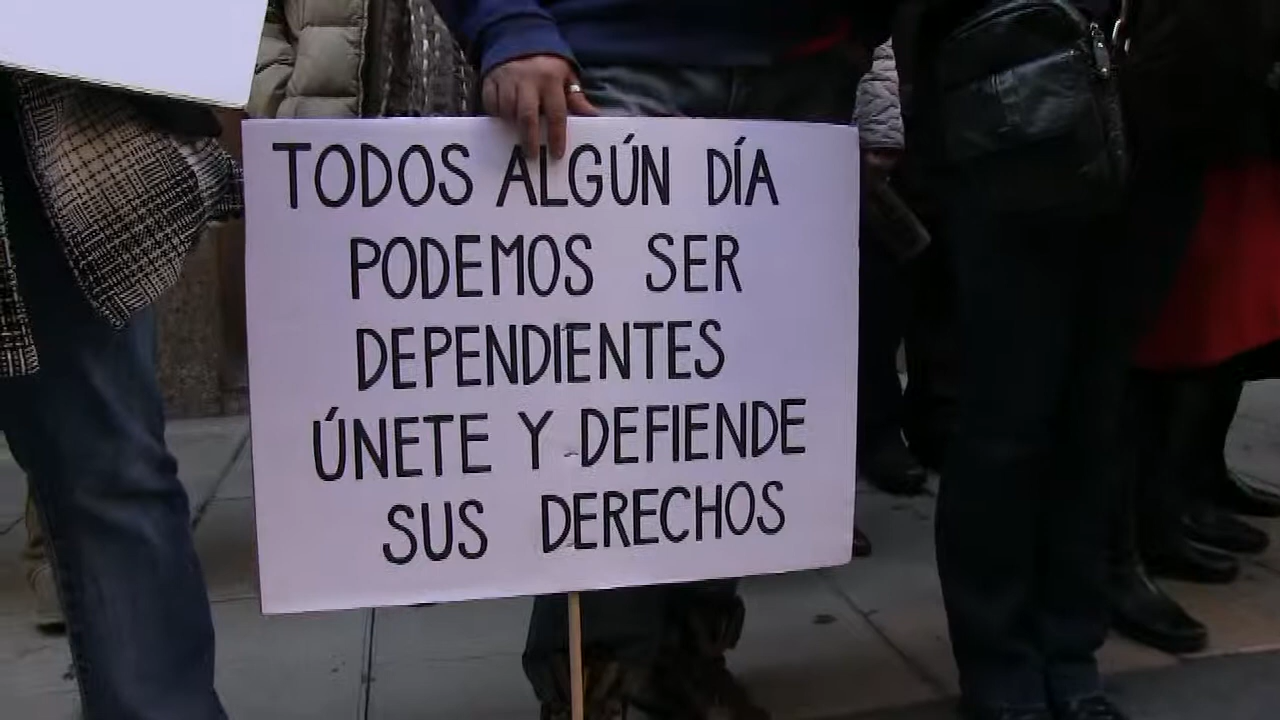 TODOS ALGÚN DÍA
PODEMOS SER
DEPENDIENTES
ÚNETE Y DEFIENDE
SUS DERECHOS